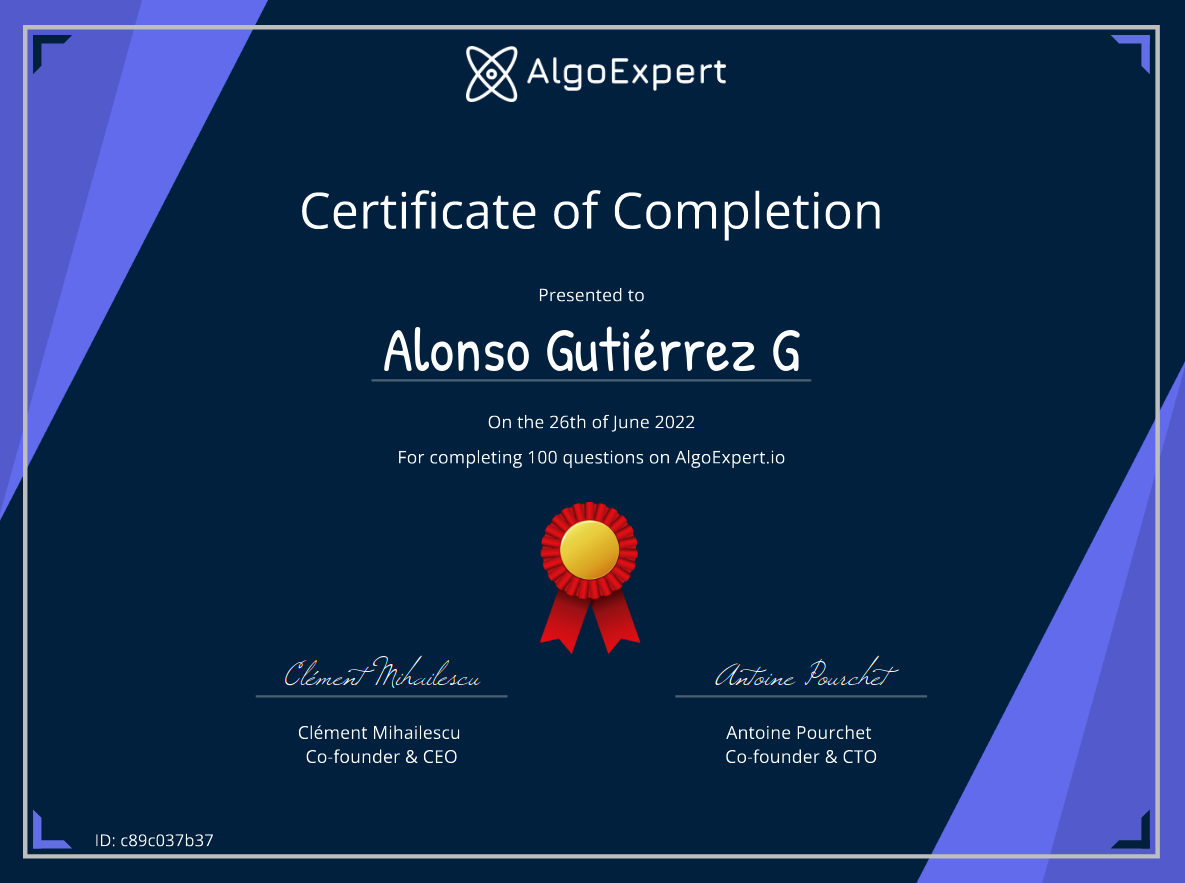 AlgoExpert
Certificate of Completion
Presented to
Alonso Gutiérrez G
On the 26th of June 2022
For completing 100 questions on AlgoExpert.io
Clément Mihailescu
Antoine Pourchet
Clément Mihailescu
Co-founder & CEO
Antoine Pourchet
Co-founder & CTO
ID: c89c037b37